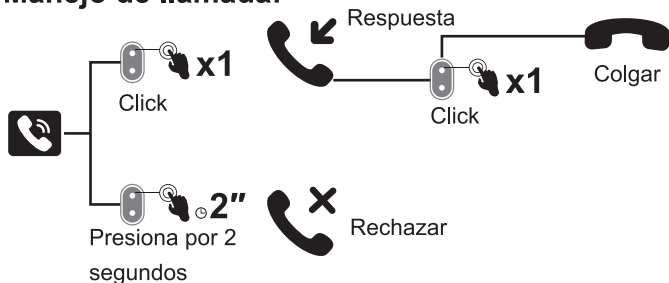 Manejo de llamada:
Respuesta
x1
Click
x1
Click
Colgar
2″
Presiona por 2
segundos
Rechazar